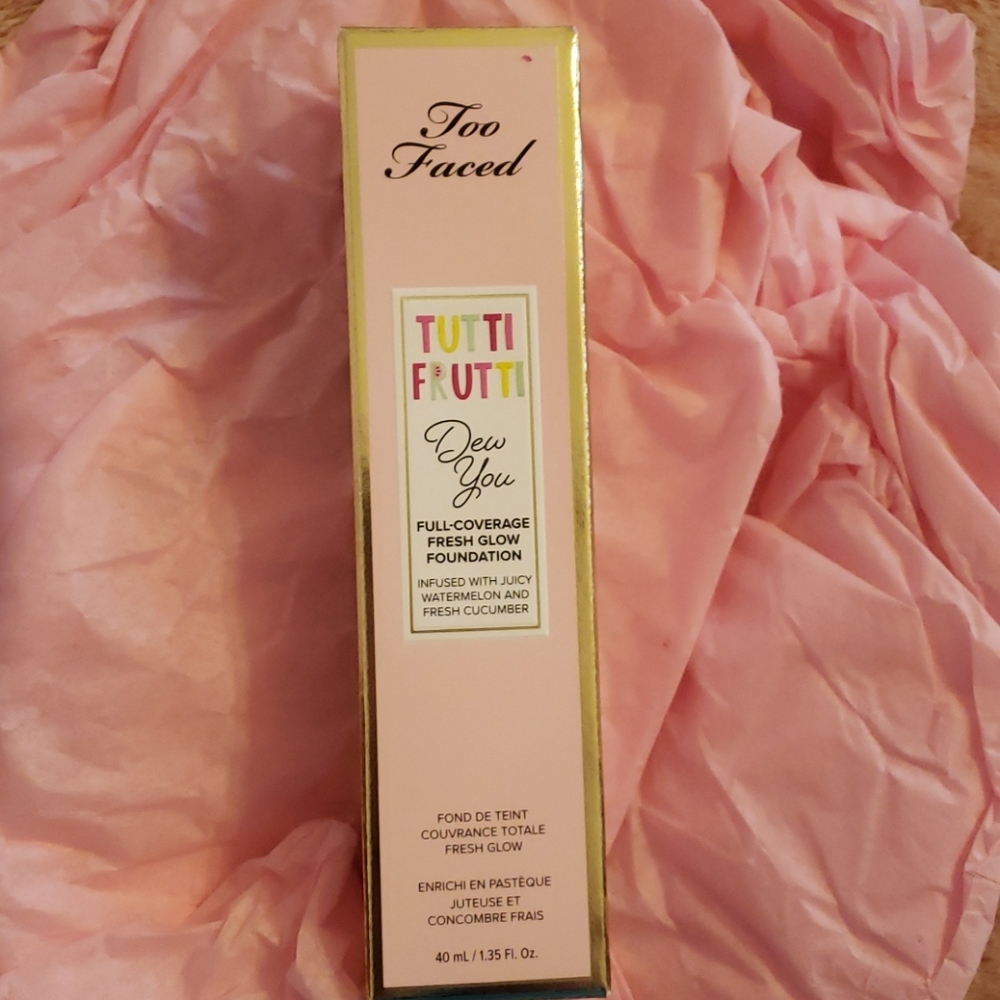 Too
Faced
TUTTI
FRUTTI
Dew
You
FULL-COVERAGE
FRESH GLOW
FOUNDATION
INFUSED WITH JUICY
WATERMELON AND
FRESH CUCUMBER
FOND DE TEINT
COUVRANCE TOTALE
FRESH GLOW
ENRICHI EN PASTÈQUE
JUTEUSE ET
CONCOMBRE FRAIS
40 mL / 1.35 Fl. Oz.